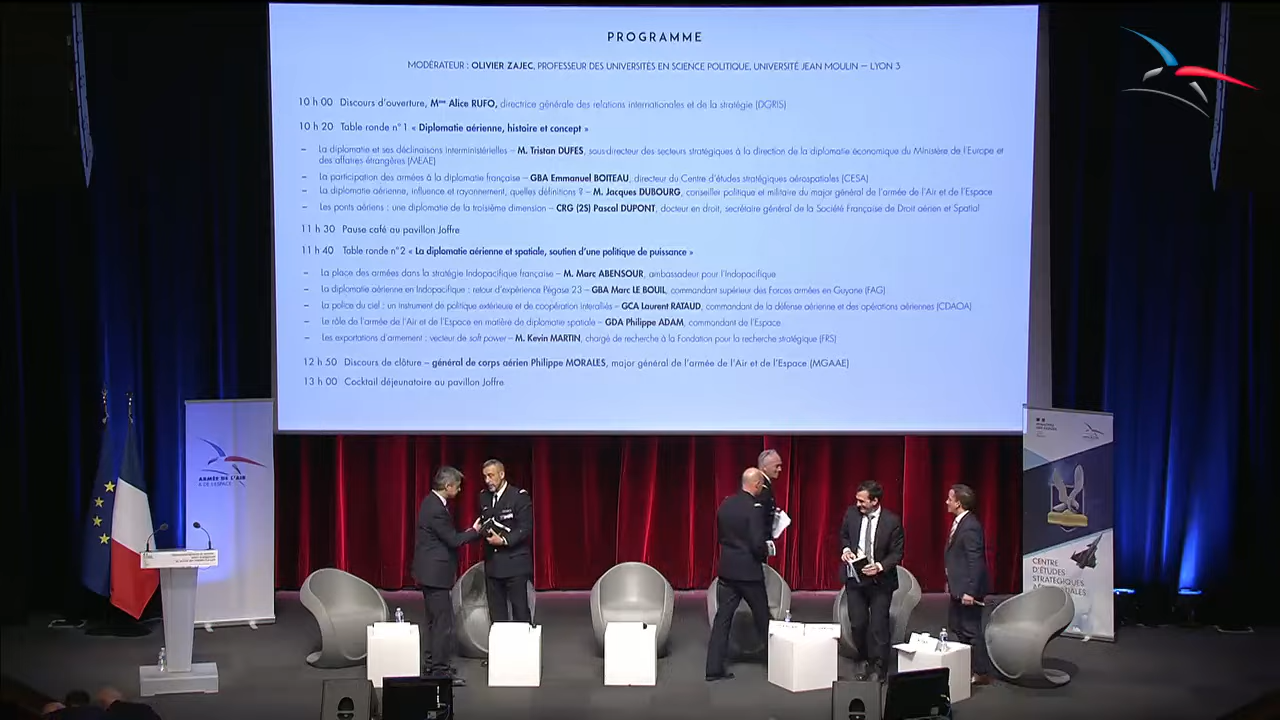 PROGRAMME
MODÉRATEUR : OLIVIER ZAJEC, PROFESSEUR DES UNIVERSITÉS EN SCIENCE POLITIQUE, UNIVERSITÉ JEAN MOULIN – LYON 3
10 h 00 Discours d'ouverture, Mme Alice RUFO, directrice générale des relations internationales et de la stratégie (DGRIS)
10 h 20 Table ronde n°1 « Diplomatie aérienne, histoire et concept »
– La diplomatie et ses déclinaisons interministérielles – M. Tristan DUFES, sous-directeur des secteurs stratégiques à la direction de la diplomatie économique du Ministère de l'Europe et
des affaires étrangères (MEAE)
– La participation des armées à la diplomatie française – GBA Emmanuel BOITEAU, directeur du Centre d'études stratégiques aérospatiales (CESA)
– La diplomatie aérienne, influence et rayonnement, quelles définitions ? – M. Jacques DUBOURG, conseiller politique et militaire du major général de l'armée de l'Air et de l'Espace
– Les ponts aériens : une diplomatie de la troisième dimension – CRG (2S) Pascal DUPONT, docteur en droit, secrétaire général de la Société Française de Droit aérien et Spatial
11 h 30 Pause café au pavillon Joffre
11 h 40 Table ronde n°2 « La diplomatie aérienne et spatiale, soutien d'une politique de puissance »
– La place des armées dans la stratégie Indopacifique française – M. Marc ABENSOUR, ambassadeur pour l'Indopacifique
– La diplomatie aérienne en Indopacifique : retour d'expérience Pégase 23 – GBA Marc LE BOUIL, commandant supérieur des Forces armées en Guyane (FAG)
– La police du ciel : un instrument de politique extérieure et de coopération interalliés – GCA Laurent RATAUD, commandant de la défense aérienne et des opérations aériennes (CDAOA)
– Le rôle de l'armée de l'Air et de l'Espace en matière de diplomatie spatiale – GDA Philippe ADAM, commandant de l'Espace
– Les exportations d'armement : vecteur de soft power – M. Kevin MARTIN, chargé de recherche à la Fondation pour la recherche stratégique (FRS)
12 h 50 Discours de clôture – général de corps aérien Philippe MORALES, major général de l'armée de l'Air et de l'Espace (MGAAE)
13 h 00 Cocktail déjeunatoire au pavillon Joffre
ARMÉE DE L'AIR
& DE L'ESPACE
CENTRE
D'ÉTUDES
STRATÉGIQUES